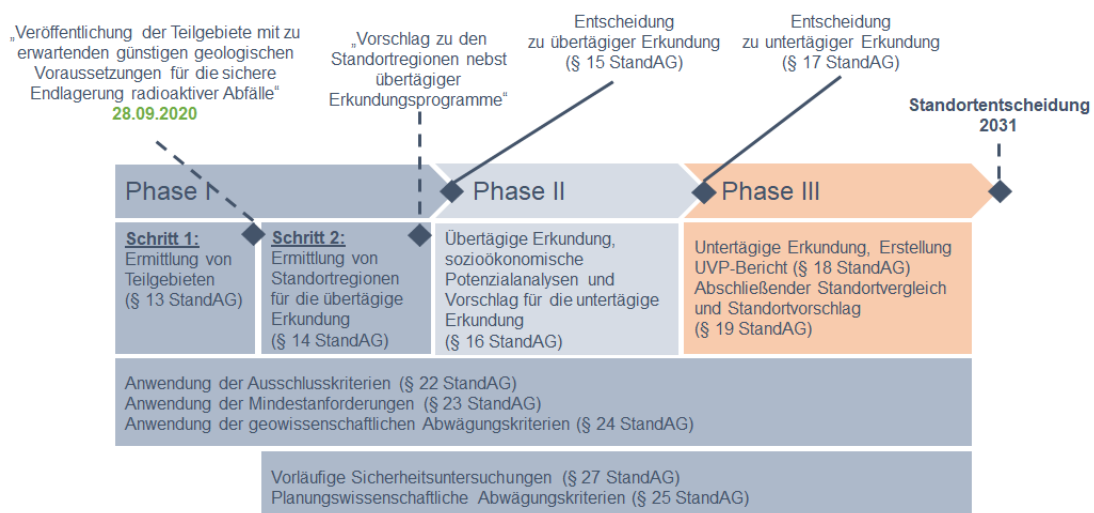 „Veröffentlichung der Teilgebiete mit zu
erwartenden günstigen geologischen
Voraussetzungen für die sichere
Endlagerung radioaktiver Abfälle“
28.09.2020
„Vorschlag zu den
Standortregionen nebst
übertägiger
Erkundungsprogramme“
Entscheidung
zu übertägiger Erkundung
(§ 15 StandAG)
Entscheidung
zu untertägiger Erkundung
(§ 17 StandAG)
Standortentscheidung
2031
Phase I
Phase II
Phase III
Schritt 1:
Ermittlung von
Teilgebieten
(§ 13 StandAG)
Schritt 2:
Ermittlung von
Standortregionen
für die übertägige
Erkundung
(§ 14 StandAG)
Übertägige Erkundung,
sozioökonomische
Potenzialanalysen und
Vorschlag für die untertägige
Erkundung
(§ 16 StandAG)
Untertägige Erkundung, Erstellung
UVP-Bericht (§ 18 StandAG)
Abschließender Standortvergleich
und Standortvorschlag
(§ 19 StandAG)
Anwendung der Ausschlusskriterien (§ 22 StandAG)
Anwendung der Mindestanforderungen (§ 23 StandAG)
Anwendung der geowissenschaftlichen Abwägungskriterien (§ 24 StandAG)
Vorläufige Sicherheitsuntersuchungen (§ 27 StandAG)
Planungswissenschaftliche Abwägungskriterien (§ 25 StandAG)